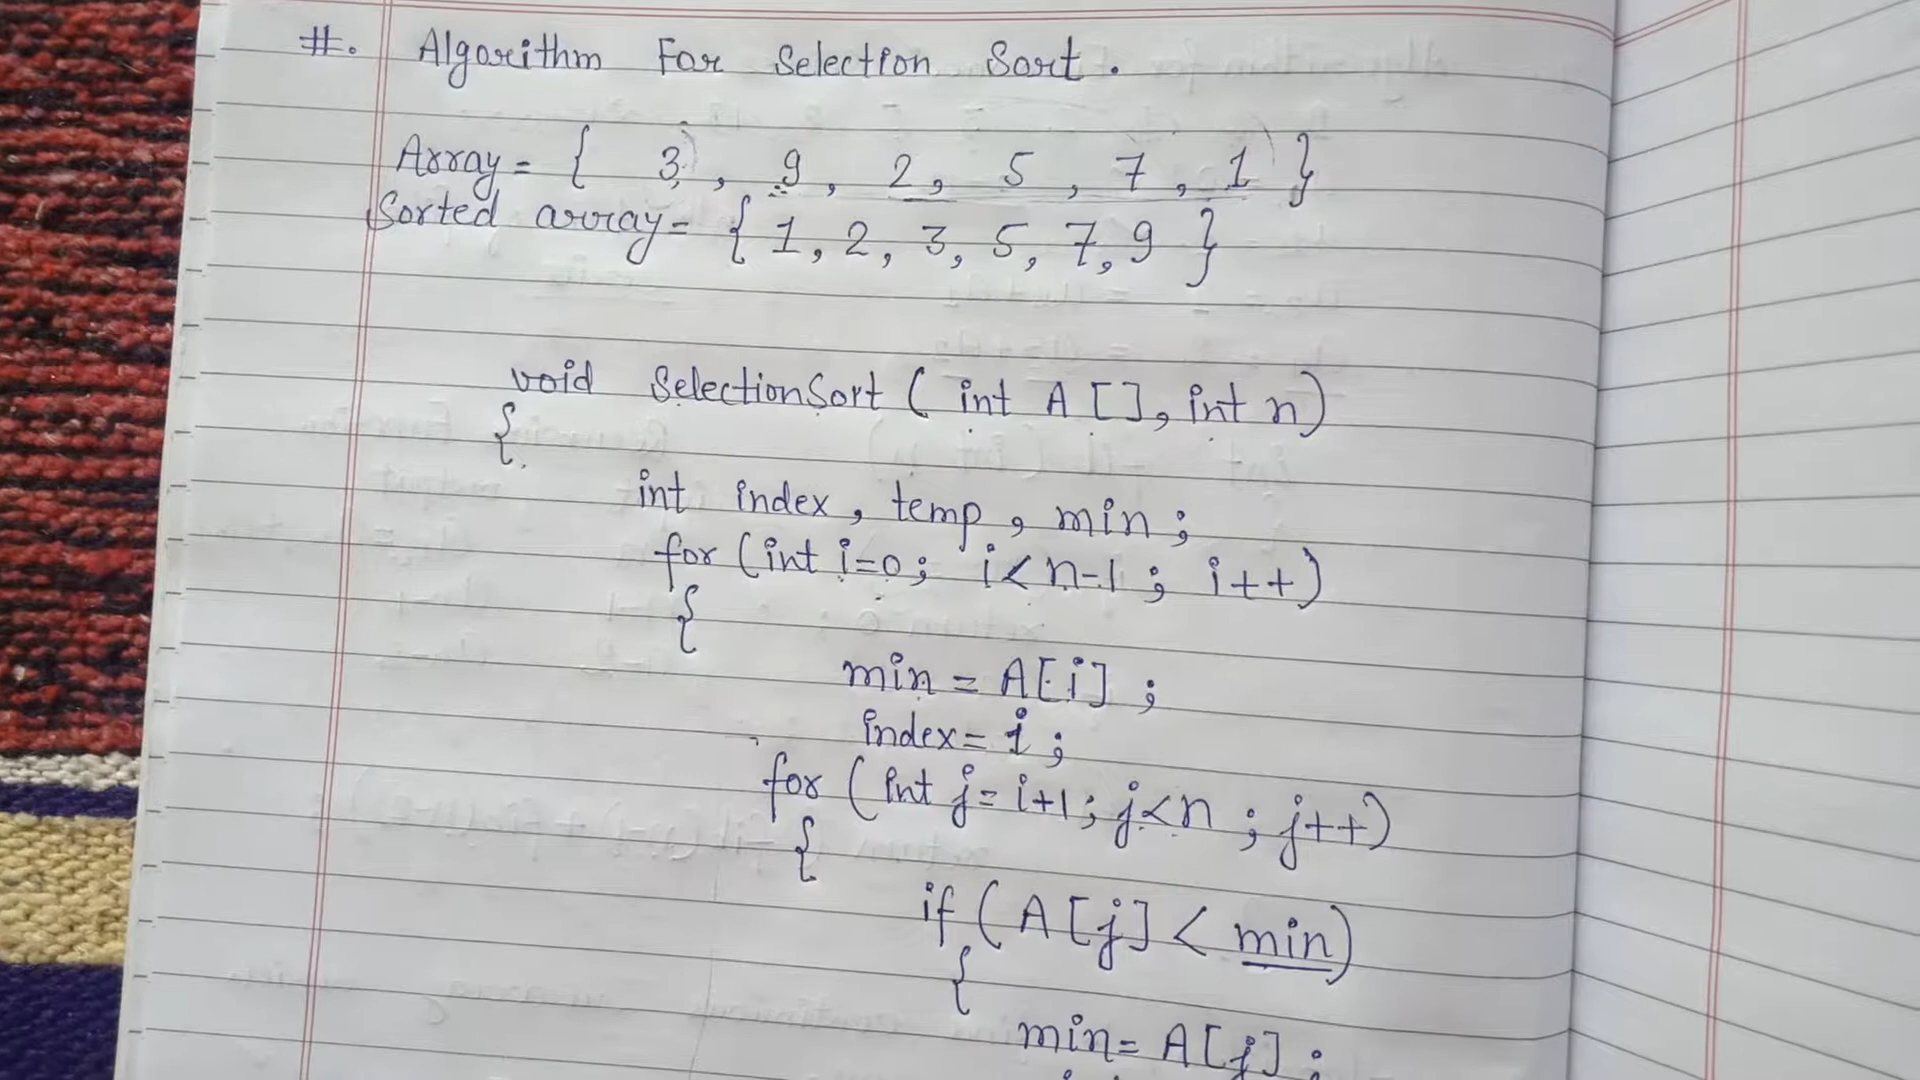 #. Algorithm For Selection Sort.
Array = { 3, 9, 2, 5, 7, 1 }
Sorted array = { 1, 2, 3, 5, 7, 9 }
void SelectionSort ( int A [], int n)
{
int index, temp, min;
for (int i=0; i<n-1; i++)
{
min = A[i];
index = i;
for (int j=i+1; j<n; j++)
{
if (A[j] < min)
{
min= A[j];